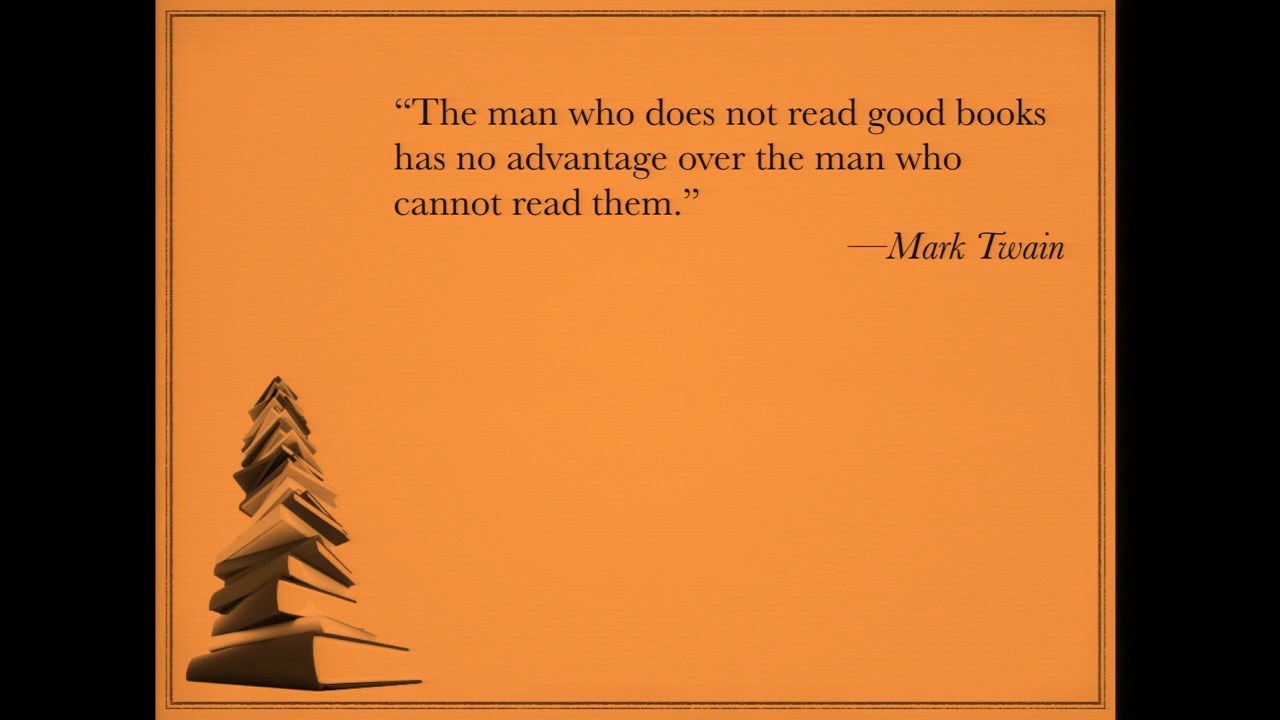 “The man who does not read good books
has no advantage over the man who
cannot read them.”
—Mark Twain